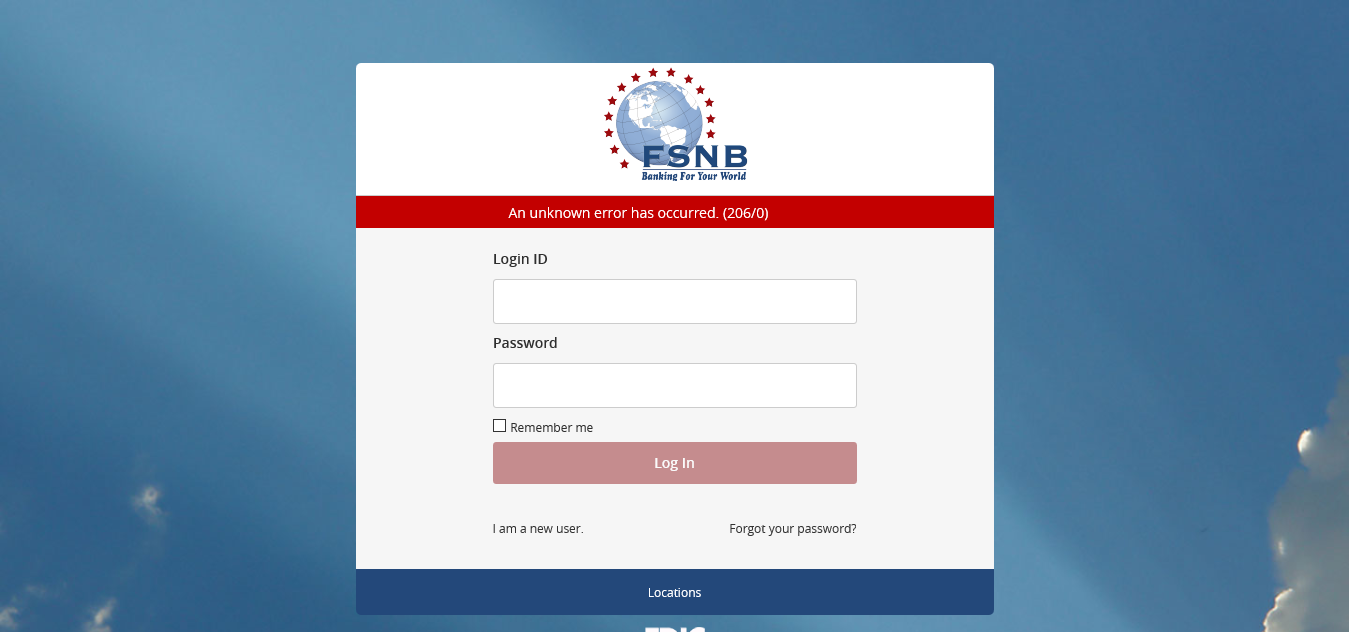 FSNB
Banking For Your World
An unknown error has occurred. (206/0)
Login ID
Password
Remember me
Log In
I am a new user.
Forgot your password?
Locations